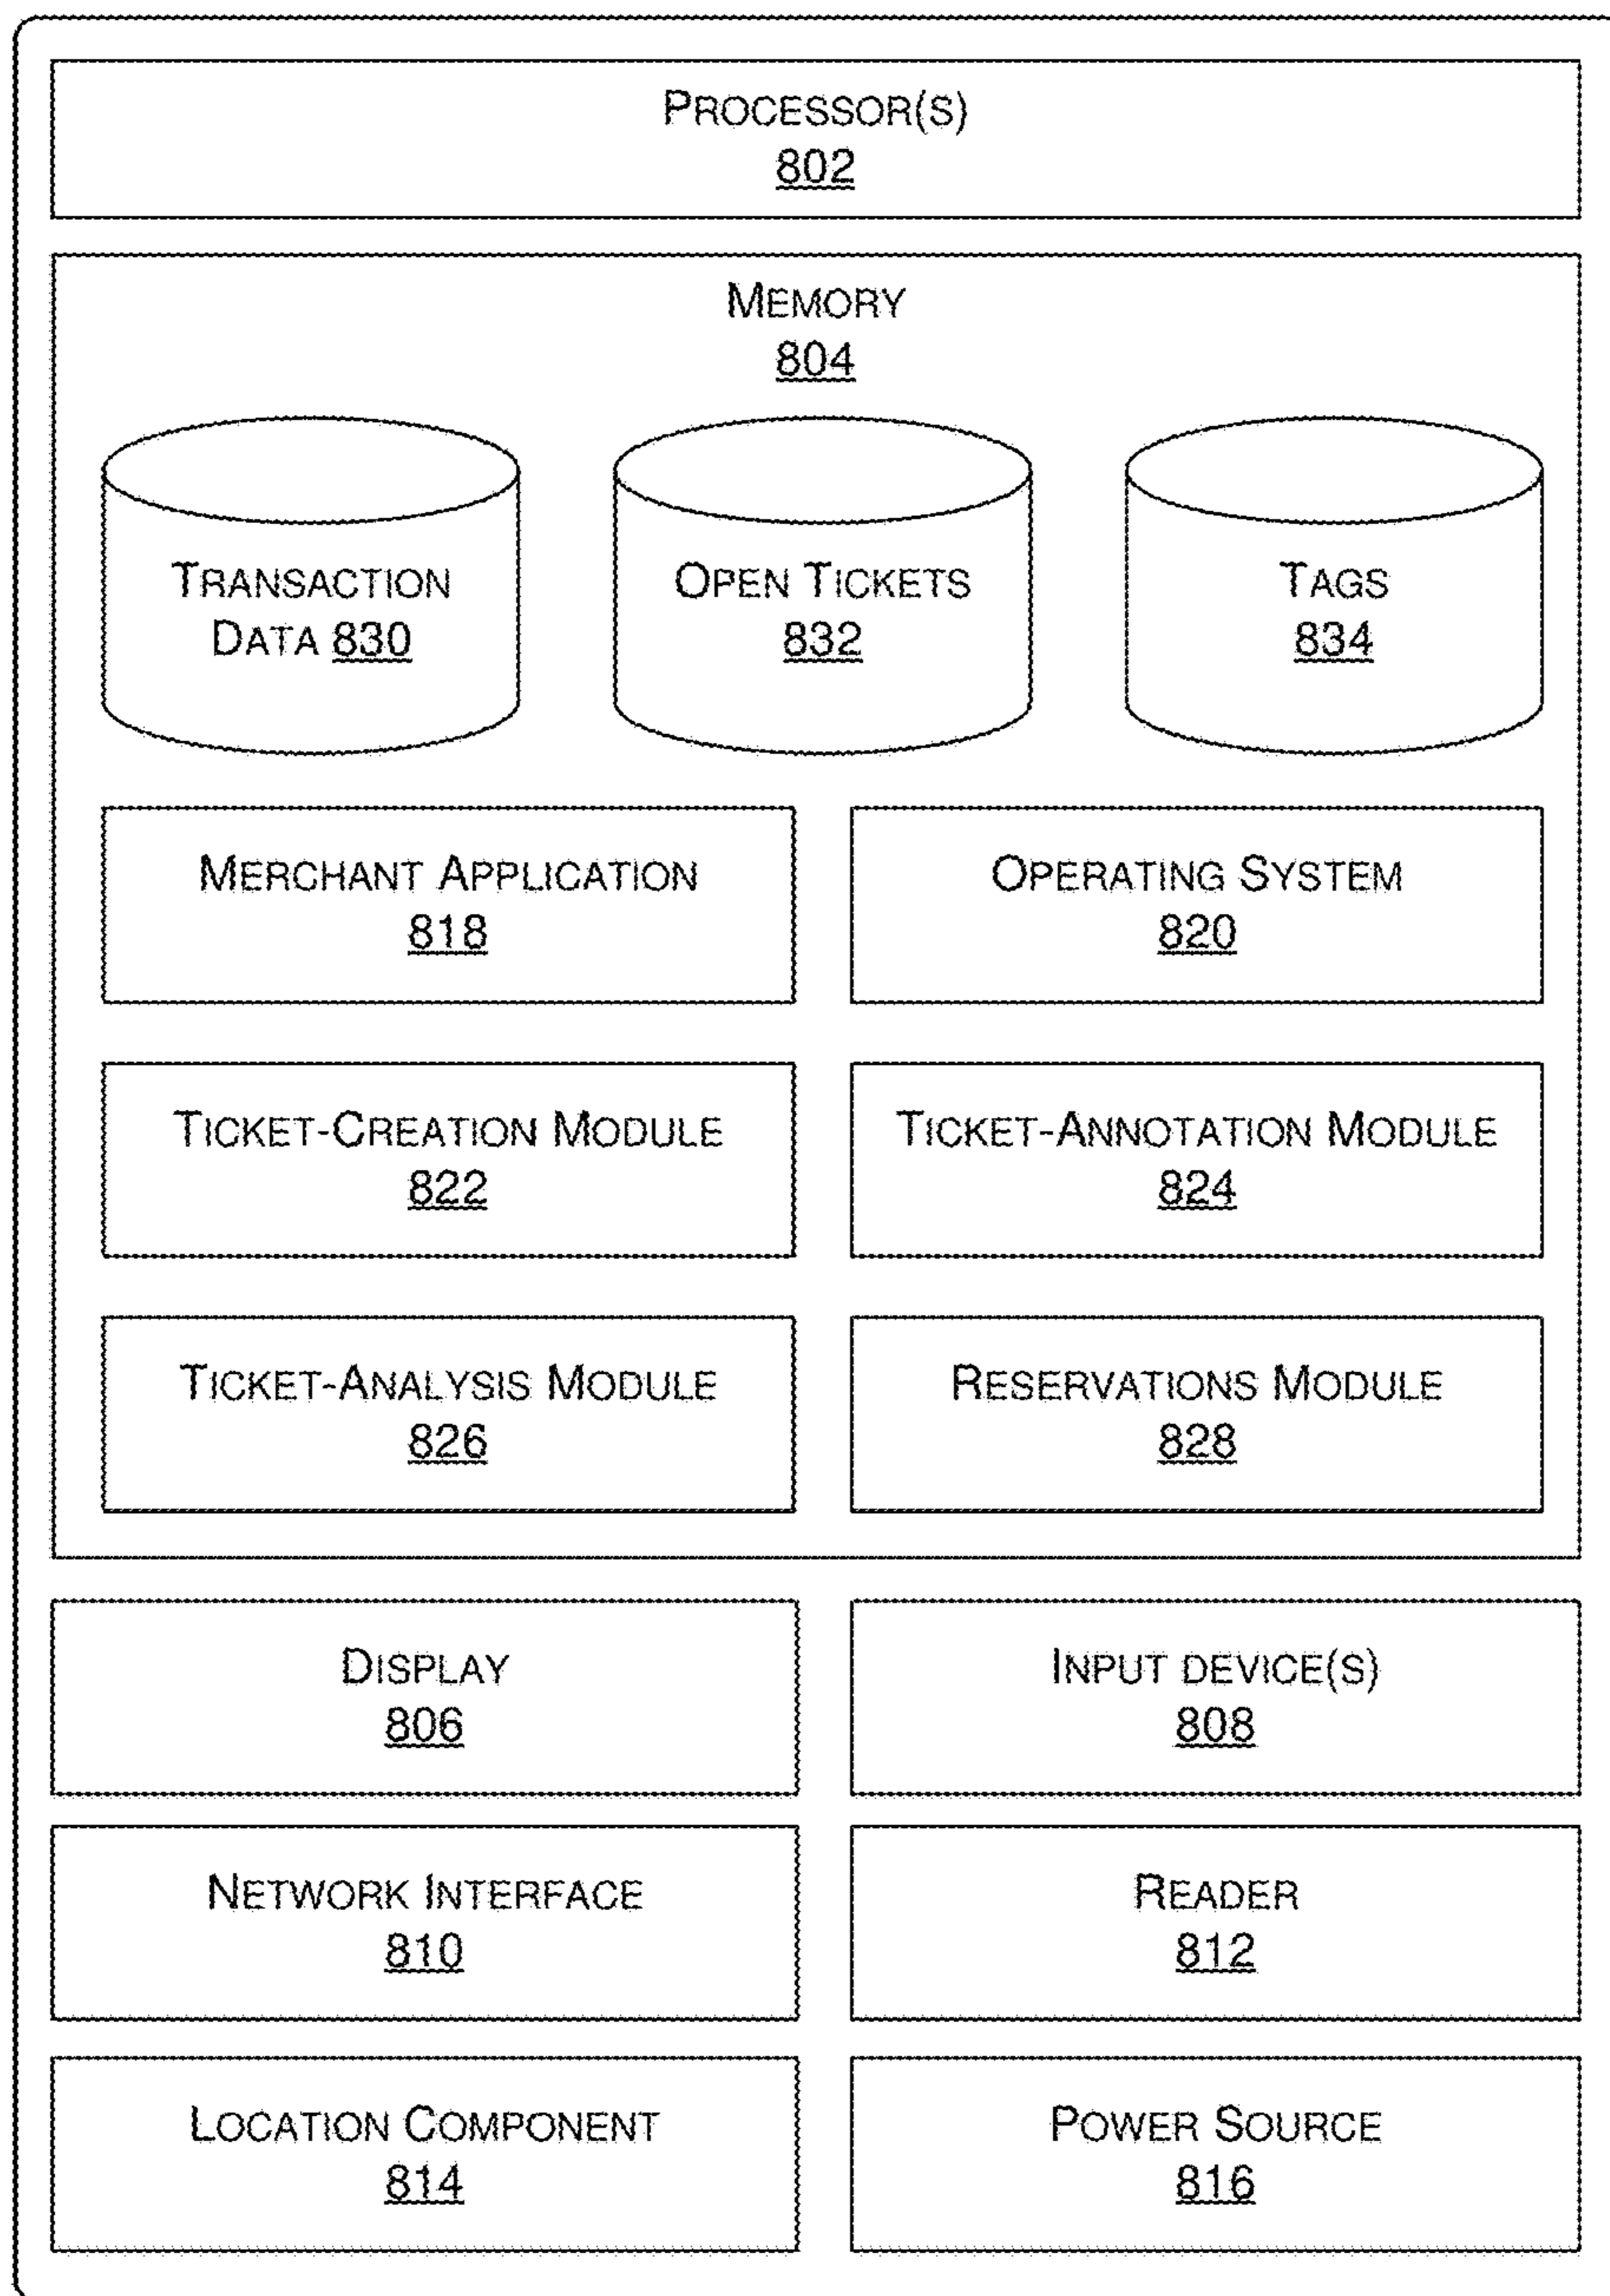 PROCESSOR(S)
802
MEMORY
804
TRANSACTION
DATA 830
OPEN TICKETS
832
TAGS
834
MERCHANT APPLICATION
818
OPERATING SYSTEM
820
TICKET-CREATION MODULE
822
TICKET-ANNOTATION MODULE
824
TICKET-ANALYSIS MODULE
826
RESERVATIONS MODULE
828
DISPLAY
806
INPUT DEVICE(S)
808
NETWORK INTERFACE
810
READER
812
LOCATION COMPONENT
814
POWER SOURCE
816